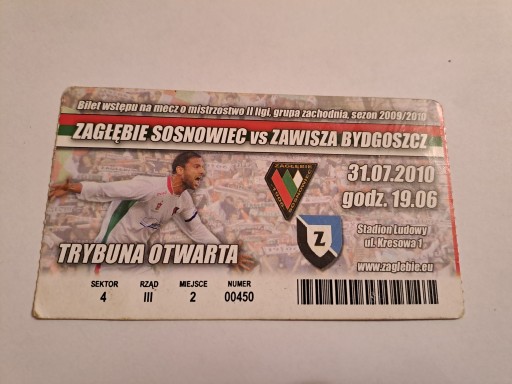 Bilet wstępu na mecz o mistrzostwo II ligi, grupa zachodnia, sezon 2009/2010
ZAGŁĘBIE SOSNOWIEC vs ZAWISZA BYDGOSZCZ
ZAGŁĘBIE
SOSNOWIEC
31.07.2010
godz. 19.06
Z
Stadion Ludowy
ul. Kresowa 1
www.zaglebie.eu
TRYBUNA OTWARTA
SEKTOR RZĄD MIEJSCE NUMER
4 III 2 00450